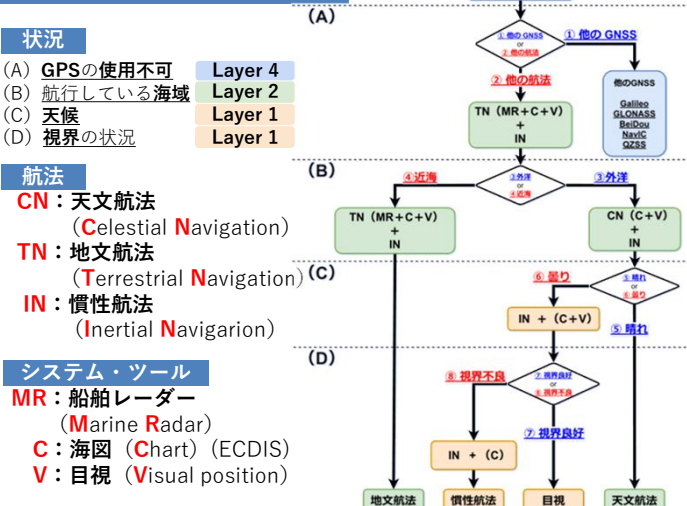 状況
(A) GPSの使用不可 Layer 4
(B) 航行している海域 Layer 2
(C) 天候 Layer 1
(D) 視界の状況 Layer 1
航法
CN：天文航法
（Celestial Navigation）
TN：地文航法
（Terrestrial Navigation）
IN：慣性航法
（Inertial Navigarion）
システム・ツール
MR：船舶レーダー
（Marine Radar）
C：海図（Chart）(ECDIS)
V：目視（Visual position）
(A)
① 他の GNSS
or
② 他の航法
① 他の GNSS
② 他の航法
他のGNSS
Galileo
GLONASS
BeiDou
NavIC
QZSS
TN（MR＋C＋V）
+
IN
(B)
④近海
③外洋
or
④近海
③外洋
TN（MR＋C＋V）
+
IN
CN（C＋V）
+
IN
(C)
⑥ 曇り
⑤ 晴れ
or
⑥ 曇り
IN ＋（C＋V）
⑤ 晴れ
(D)
⑧ 視界不良
⑦ 視界良好
or
⑧ 視界不良
⑦ 視界良好
IN ＋（C）
地文航法
慣性航法
目視
天文航法